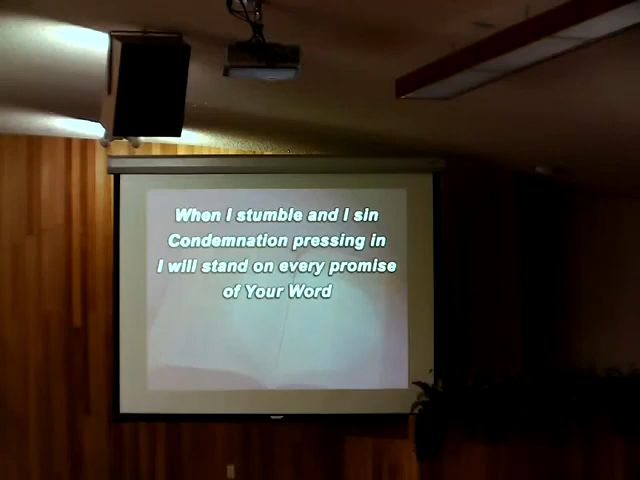 When I stumble and I sin
Condemnation pressing in
I will stand on every promise
of Your Word